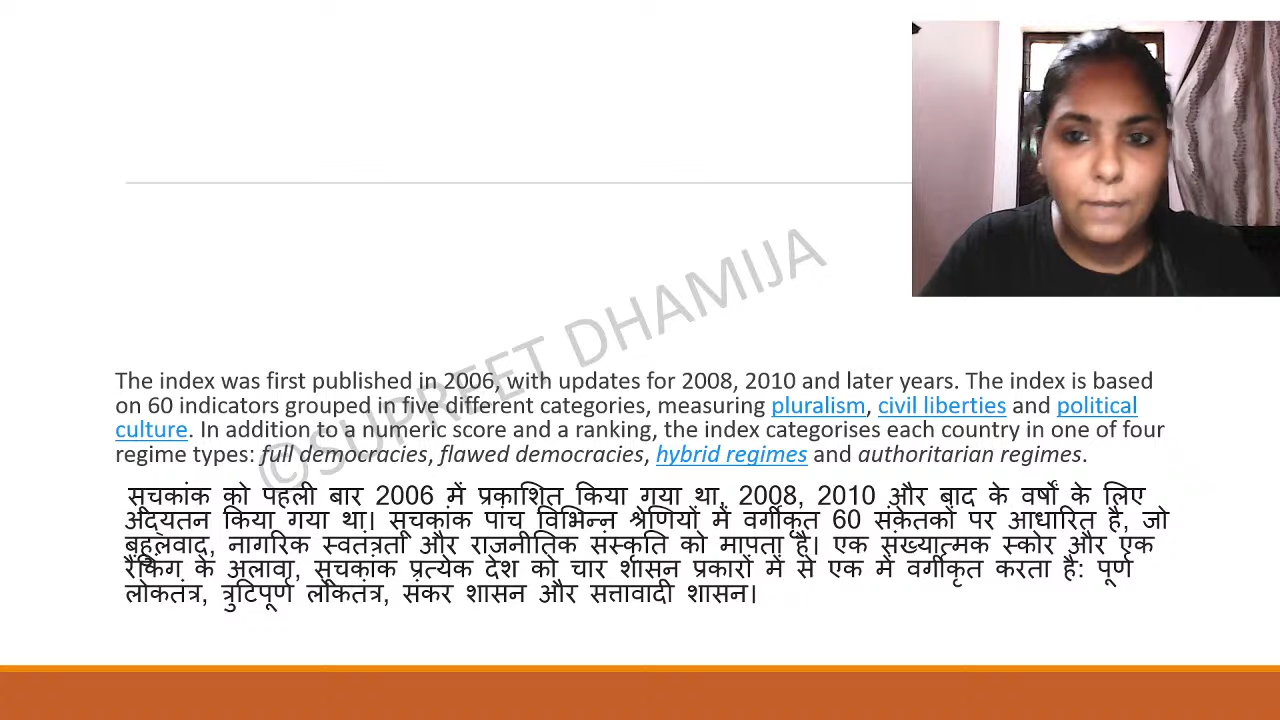 ©SUPREET DHAMIJA
The index was first published in 2006, with updates for 2008, 2010 and later years. The index is based
on 60 indicators grouped in five different categories, measuring pluralism, civil liberties and political
culture. In addition to a numeric score and a ranking, the index categorises each country in one of four
regime types: full democracies, flawed democracies, hybrid regimes and authoritarian regimes.
सूचकांक को पहली बार 2006 में प्रकाशित किया गया था, 2008, 2010 और बाद के वर्षों के लिए
अद्यतन किया गया था। सूचकांक पांच विभिन्न श्रेणियों में वर्गीकृत 60 संकेतकों पर आधारित है, जो
बहुलवाद, नागरिक स्वतंत्रता और राजनीतिक संस्कृति को मापता है। एक संख्यात्मक स्कोर और एक
रैंकिंग के अलावा, सूचकांक प्रत्येक देश को चार शासन प्रकारों में से एक में वर्गीकृत करता है: पूर्ण
लोकतंत्र, त्रुटिपूर्ण लोकतंत्र, संकर शासन और सत्तावादी शासन।